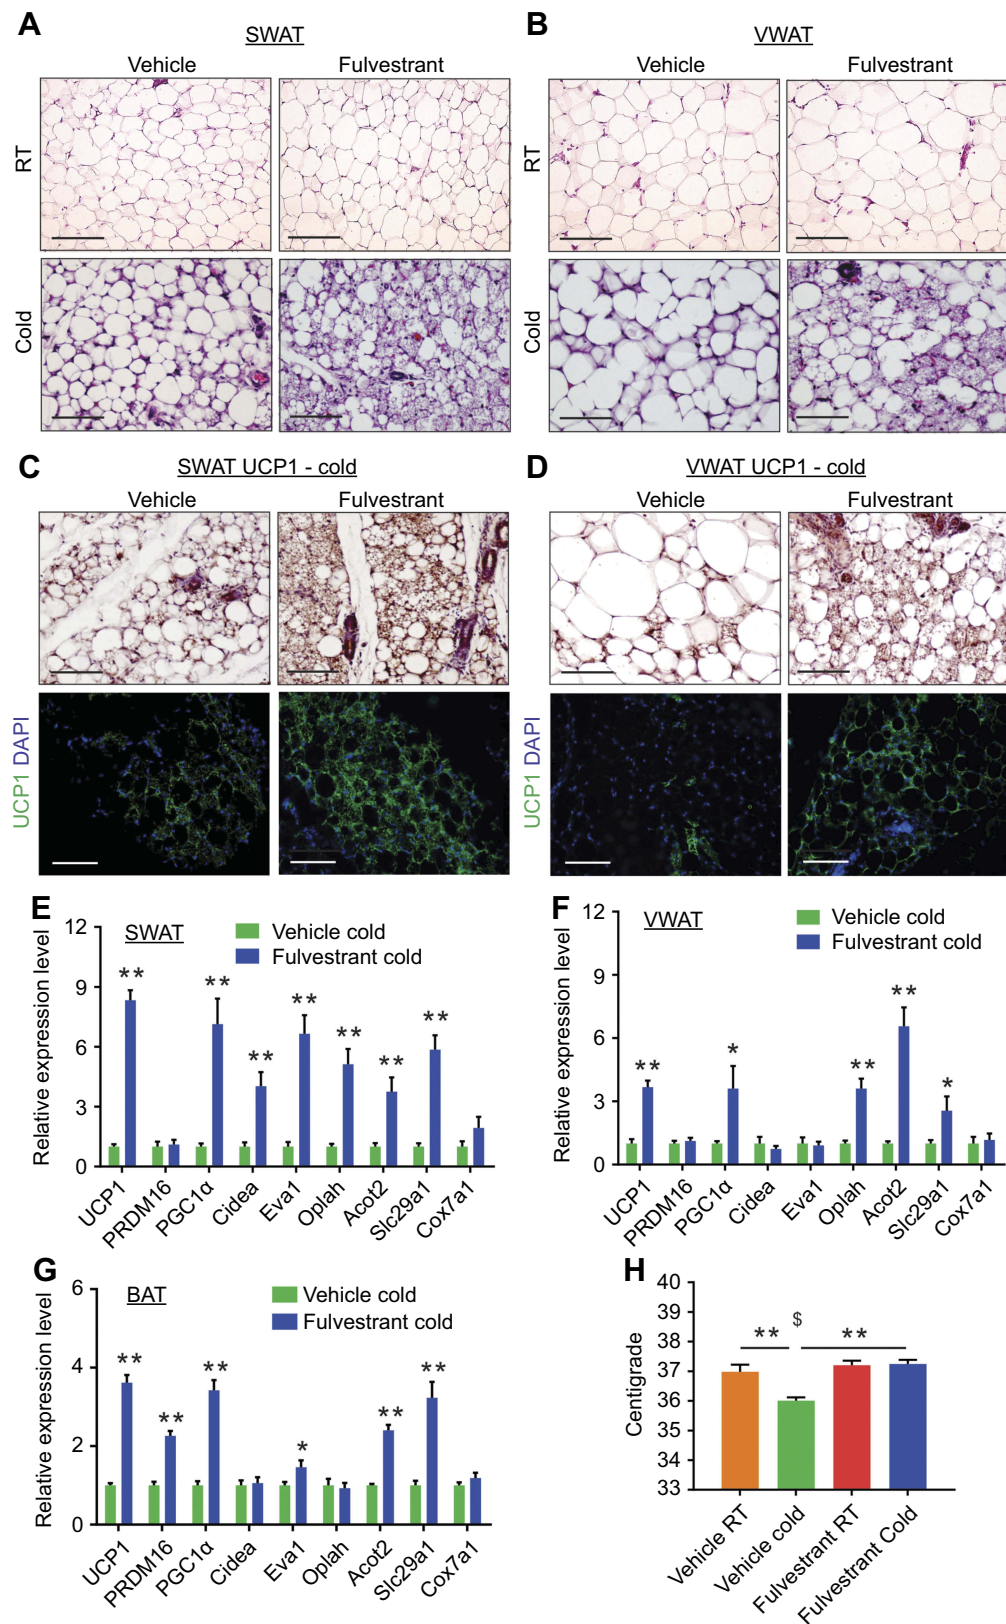 A
SWAT
Vehicle Fulvestrant
RT
Cold
B
VWAT
Vehicle Fulvestrant
RT
Cold
C
SWAT UCP1 - cold
Vehicle Fulvestrant
UCP1 DAPI
D
VWAT UCP1 - cold
Vehicle Fulvestrant
UCP1 DAPI
E
SWAT
Vehicle cold
Fulvestrant cold
Relative expression level
12
9
6
3
0
** ** ** ** ** ** **
UCP1 PRDM16 PGC1α Cidea Eva1 Oplah Acot2 Slc29a1 Cox7a1
F
VWAT
Vehicle cold
Fulvestrant cold
Relative expression level
12
9
6
3
0
** * ** ** *
UCP1 PRDM16 PGC1α Cidea Eva1 Oplah Acot2 Slc29a1 Cox7a1
G
BAT
Vehicle cold
Fulvestrant cold
Relative expression level
6
4
2
0
** ** ** * ** **
UCP1 PRDM16 PGC1α Cidea Eva1 Oplah Acot2 Slc29a1 Cox7a1
H
Centigrade
40
39
38
37
36
35
34
33
** $ **
Vehicle RT Vehicle cold Fulvestrant RT Fulvestrant Cold